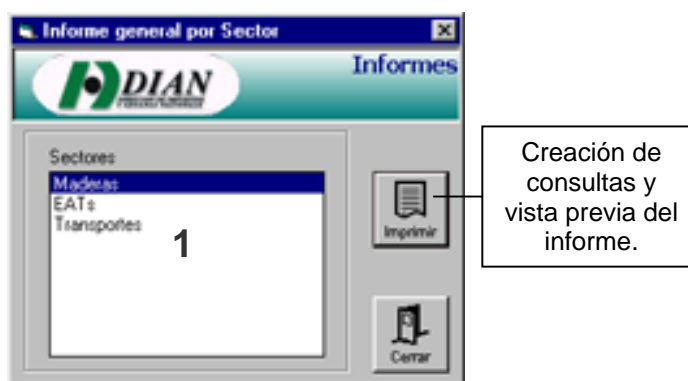 Informe general por Sector
DIAN
Informes
Sectores
Maderas
EATs
Transportes
1
Imprimir
Cerrar
Creación de
consultas y
vista previa del
informe.